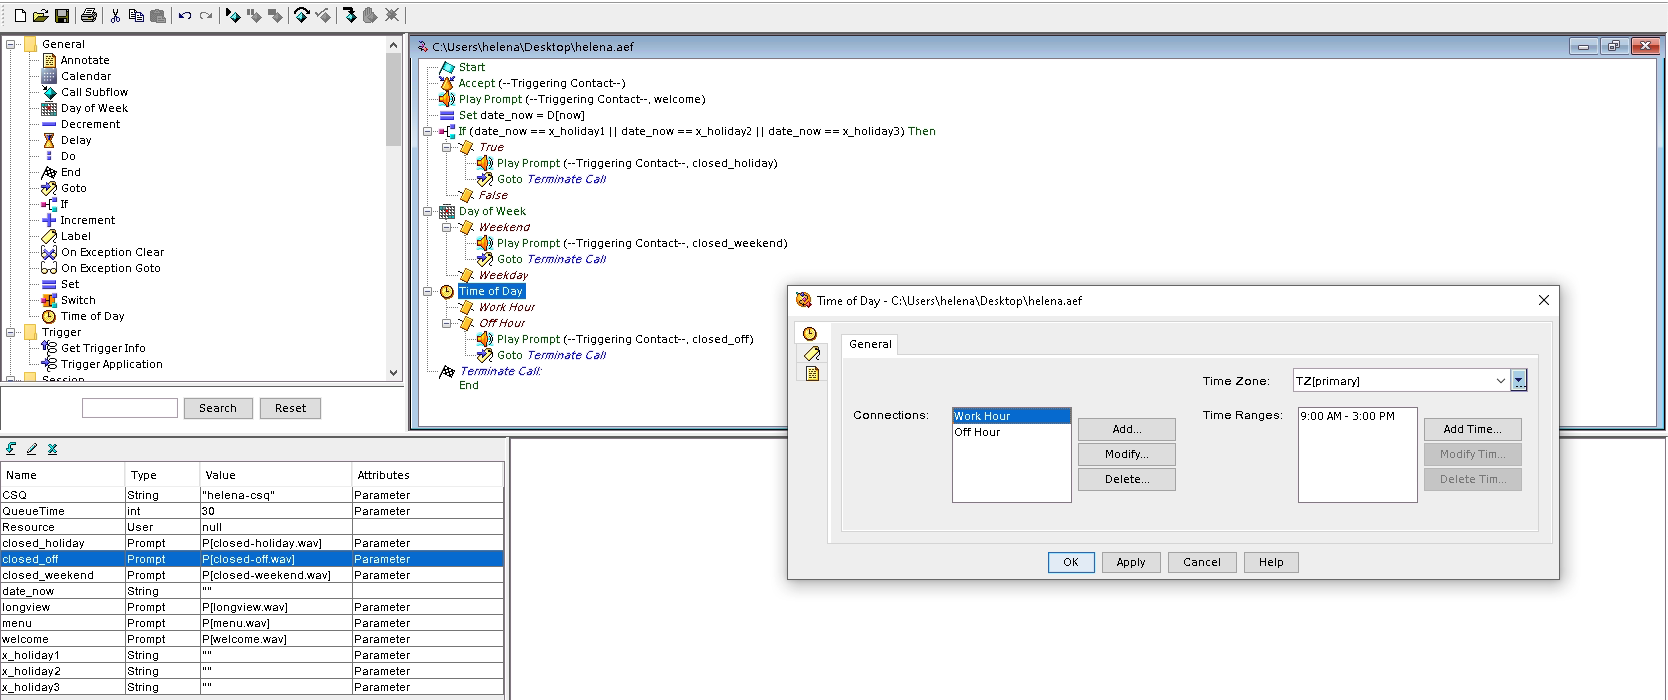 C:\Users\helena\Desktop\helena.aef
General
Annotate
Calendar
Call Subflow
Day of Week
Decrement
Delay
Do
End
Goto
If
Increment
Label
On Exception Clear
On Exception Goto
Set
Switch
Time of Day
Trigger
Get Trigger Info
Trigger Application
Session
Search
Reset
Start
Accept (--Triggering Contact--)
Play Prompt (--Triggering Contact--, welcome)
Set date_now = D[now]
If (date_now == x_holiday1 || date_now == x_holiday2 || date_now == x_holiday3) Then
True
Play Prompt (--Triggering Contact--, closed_holiday)
Goto Terminate Call
False
Day of Week
Weekend
Play Prompt (--Triggering Contact--, closed_weekend)
Goto Terminate Call
Weekday
Time of Day
Work Hour
Off Hour
Play Prompt (--Triggering Contact--, closed_off)
Goto Terminate Call
Terminate Call:
End
Time of Day - C:\Users\helena\Desktop\helena.aef
General
Time Zone: TZ[primary]
Connections:
Work Hour
Off Hour
Add...
Modify...
Delete...
Time Ranges:
9:00 AM - 3:00 PM
Add Time...
Modify Tim...
Delete Tim...
OK Apply Cancel Help
Name Type Value Attributes
CSQ String "helena-csq" Parameter
QueueTime int 30 Parameter
Resource User null
closed_holiday Prompt P[closed-holiday.wav] Parameter
closed_off Prompt P[closed-off.wav] Parameter
closed_weekend Prompt P[closed-weekend.wav] Parameter
date_now String ""
longview Prompt P[longview.wav] Parameter
menu Prompt P[menu.wav] Parameter
welcome Prompt P[welcome.wav] Parameter
x_holiday1 String "" Parameter
x_holiday2 String "" Parameter
x_holiday3 String "" Parameter